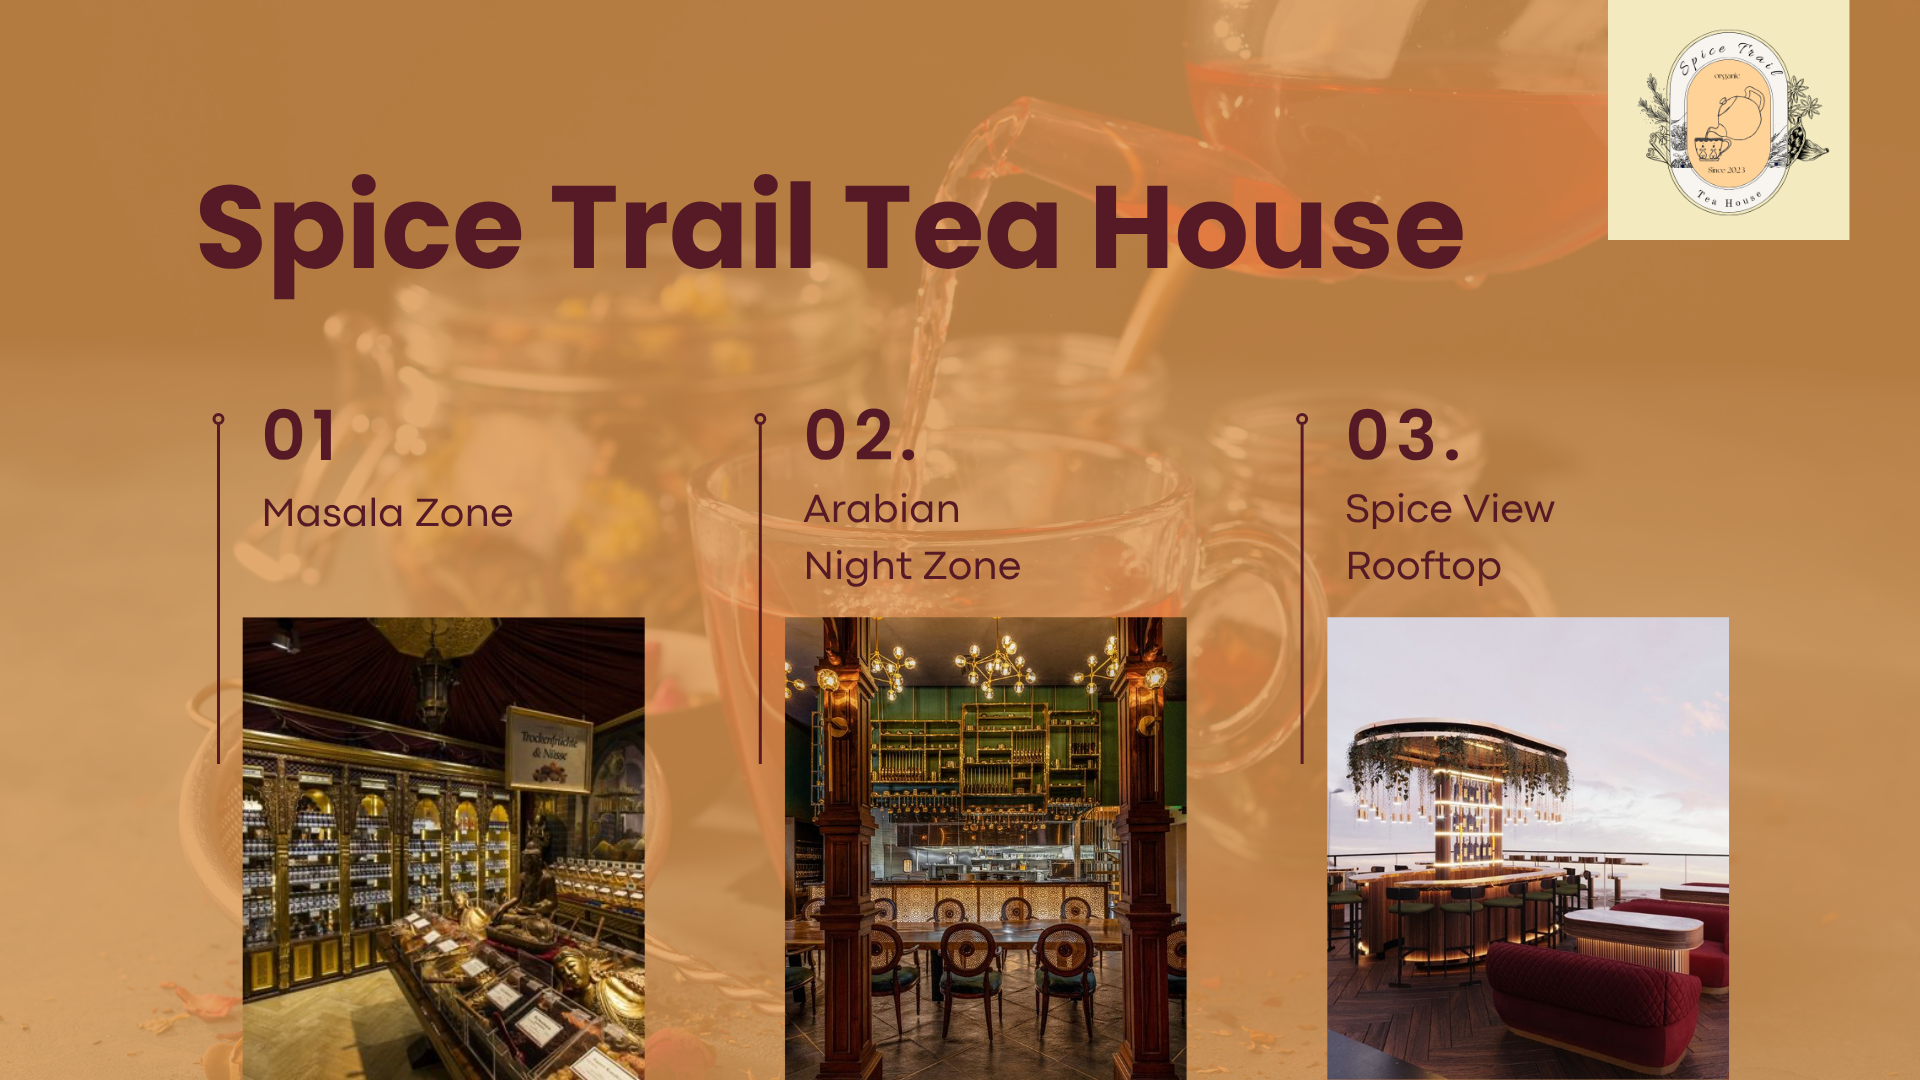 Spice Trail
organic
Since 2023
Tea House
Spice Trail Tea House
01
Masala Zone
02.
Arabian
Night Zone
03.
Spice View
Rooftop
Trockenfrüchte
& Nüsse